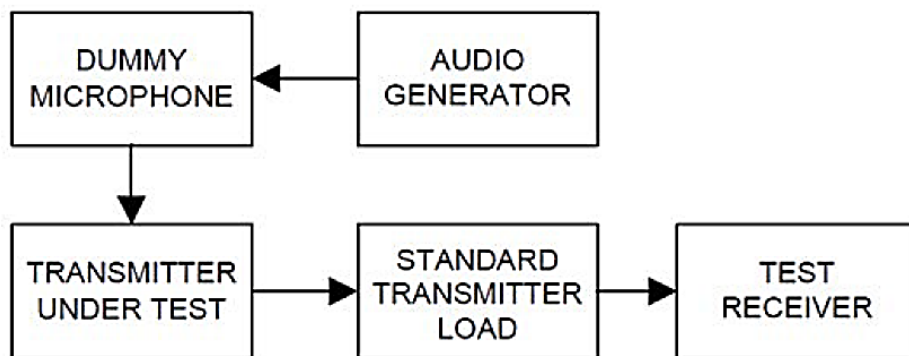 DUMMY
MICROPHONE
AUDIO
GENERATOR
TRANSMITTER
UNDER TEST
STANDARD
TRANSMITTER
LOAD
TEST
RECEIVER